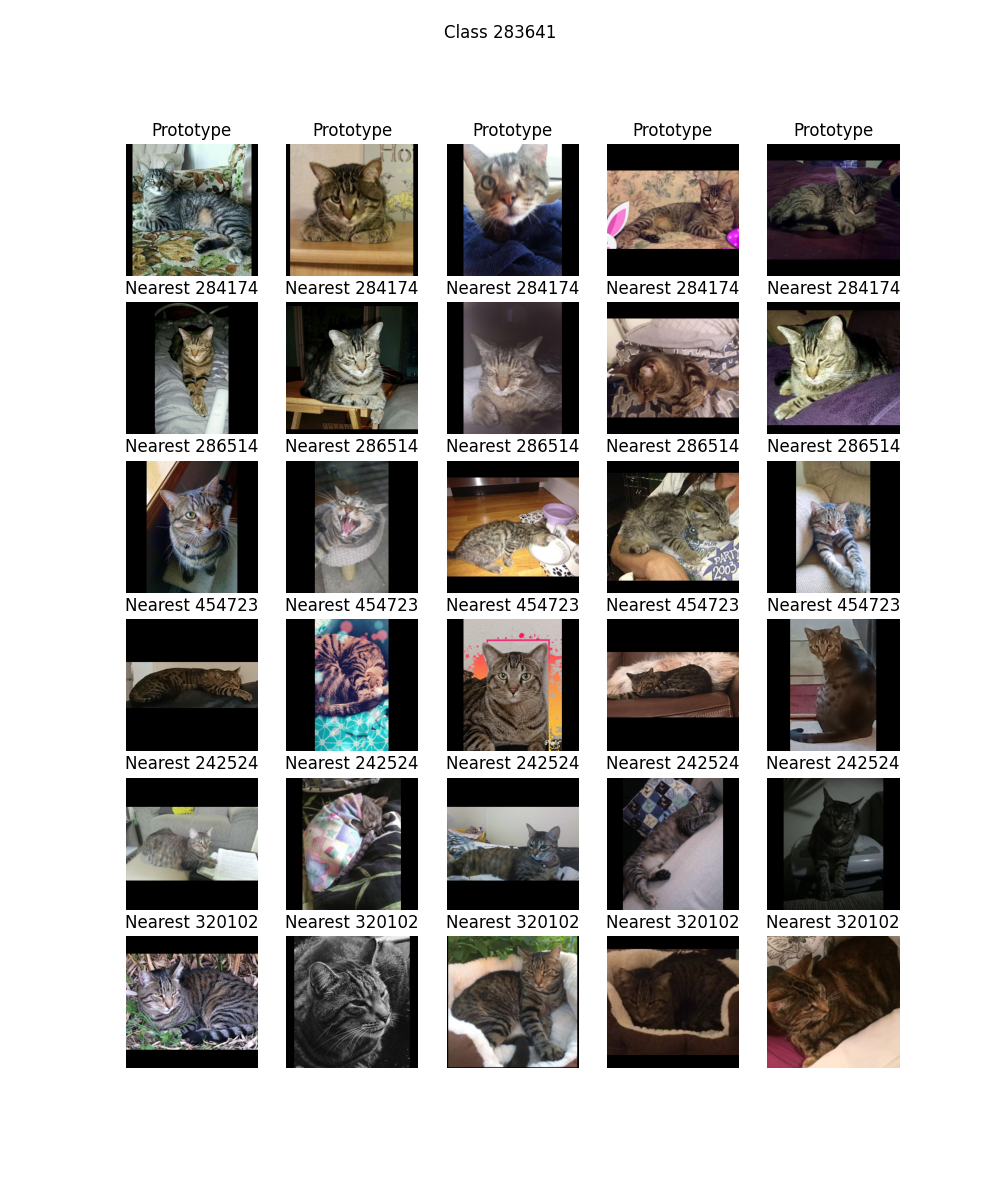 Class 283641
Prototype Prototype Prototype Prototype Prototype
Ho
Nearest 284174 Nearest 284174 Nearest 284174 Nearest 284174 Nearest 284174
Nearest 286514 Nearest 286514 Nearest 286514 Nearest 286514 Nearest 286514
PARTY
2003
Nearest 454723 Nearest 454723 Nearest 454723 Nearest 454723 Nearest 454723
Nearest 242524 Nearest 242524 Nearest 242524 Nearest 242524 Nearest 242524
Nearest 320102 Nearest 320102 Nearest 320102 Nearest 320102 Nearest 320102